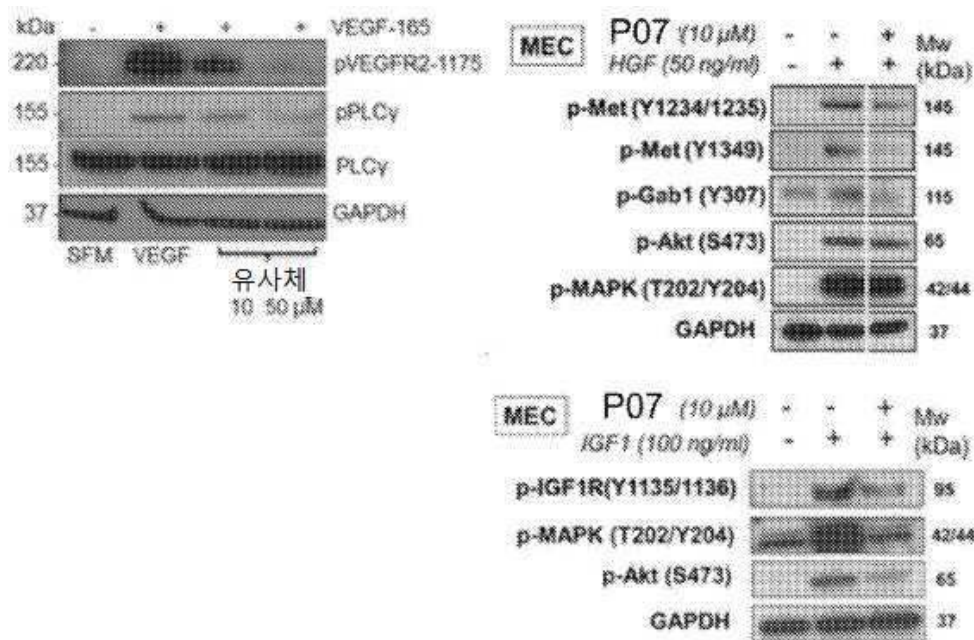 kDa - + + + VEGF-165
220 pVEGFR2-1175
155 pPLCγ
155 PLCγ
37 GAPDH
SFM VEGF
유사체
10 50 μM
MEC P07 (10 μM) - - + Mw
HGF (50 ng/ml) - + + (kDa)
p-Met (Y1234/1235) 145
p-Met (Y1349) 145
p-Gab1 (Y307) 115
p-Akt (S473) 65
p-MAPK (T202/Y204) 42/44
GAPDH 37
MEC P07 (10 μM) - - + Mw
IGF1 (100 ng/ml) - + + (kDa)
p-IGF1R(Y1135/1136) 95
p-MAPK (T202/Y204) 42/44
p-Akt (S473) 65
GAPDH 37